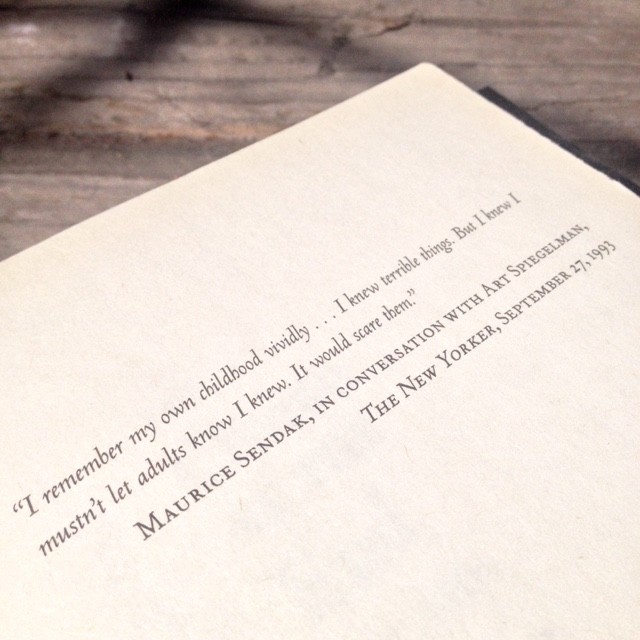 “I remember my own childhood vividly . . . I knew terrible things. But I knew I
mustn’t let adults know I knew. It would scare them.”
MAURICE SENDAK, IN CONVERSATION WITH ART SPIEGELMAN,
THE NEW YORKER, SEPTEMBER 27, 1993